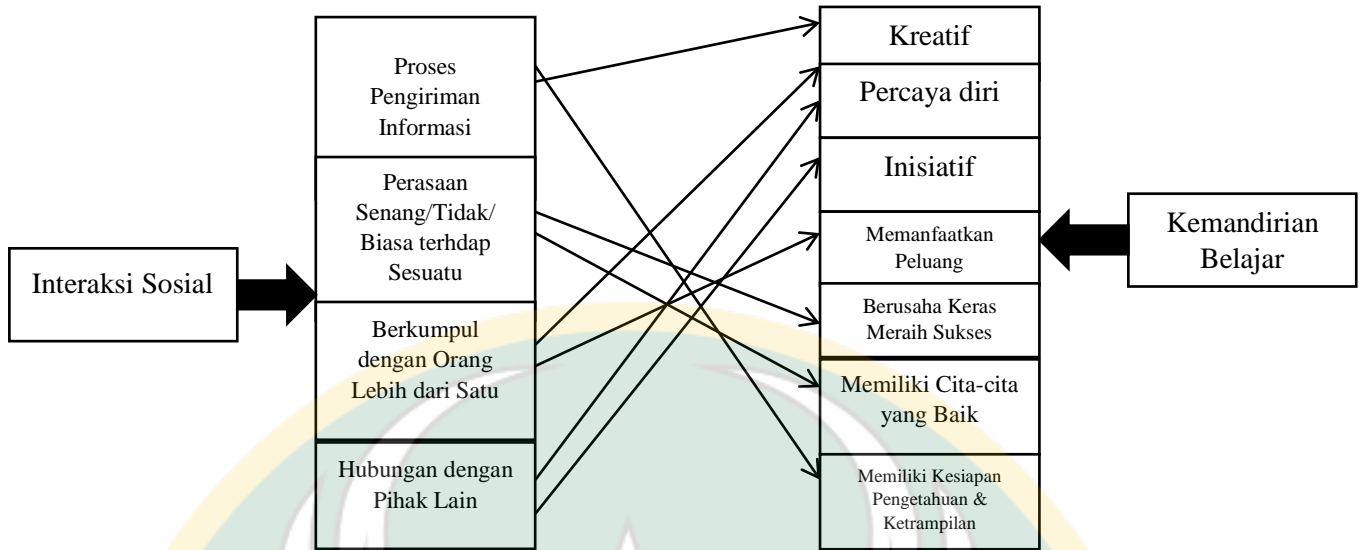 Interaksi Sosial
Proses
Pengiriman
Informasi
Perasaan
Senang/Tidak/
Biasa terhdap
Sesuatu
Berkumpul
dengan Orang
Lebih dari Satu
Hubungan dengan
Pihak Lain
Kreatif
Percaya diri
Inisiatif
Memanfaatkan
Peluang
Berusaha Keras
Meraih Sukses
Memiliki Cita-cita
yang Baik
Memiliki Kesiapan
Pengetahuan &
Ketrampilan
Kemandirian
Belajar